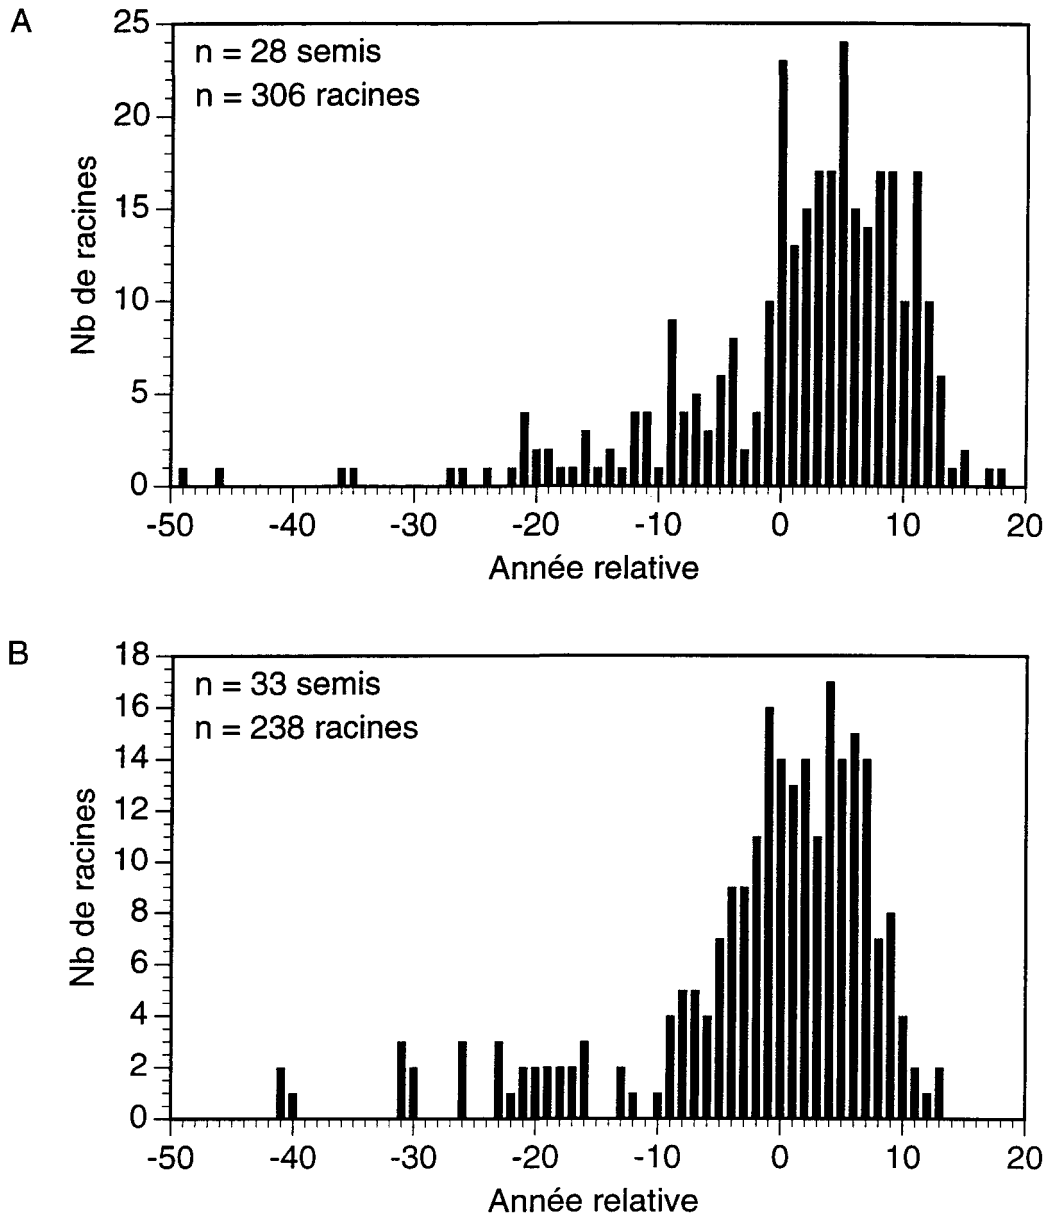 A
n = 28 semis
n = 306 racines
Nb de racines
25
20
15
10
5
0
-50 -40 -30 -20 -10 0 10 20
Année relative
B
n = 33 semis
n = 238 racines
Nb de racines
18
16
14
12
10
8
6
4
2
0
-50 -40 -30 -20 -10 0 10 20
Année relative